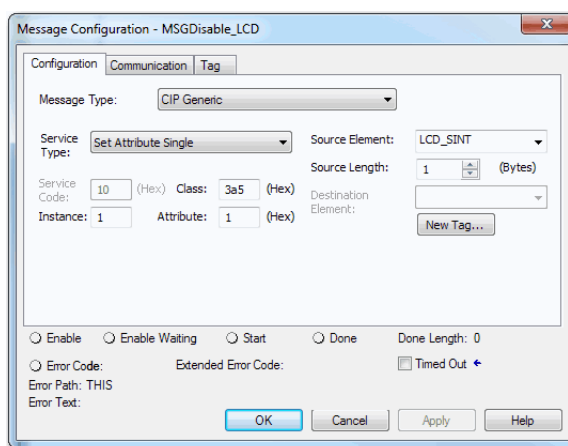 Message Configuration - MSGDisable_LCD
x
Configuration Communication Tag
Message Type: CIP Generic
Service Type: Set Attribute Single
Source Element: LCD_SINT
Source Length: 1 (Bytes)
Service Code: 10 (Hex) Class: 3a5 (Hex)
Destination Element:
Instance: 1 Attribute: 1 (Hex)
New Tag...
Enable Enable Waiting Start Done Done Length: 0
Error Code: Extended Error Code: Timed Out ←
Error Path: THIS
Error Text:
OK Cancel Apply Help